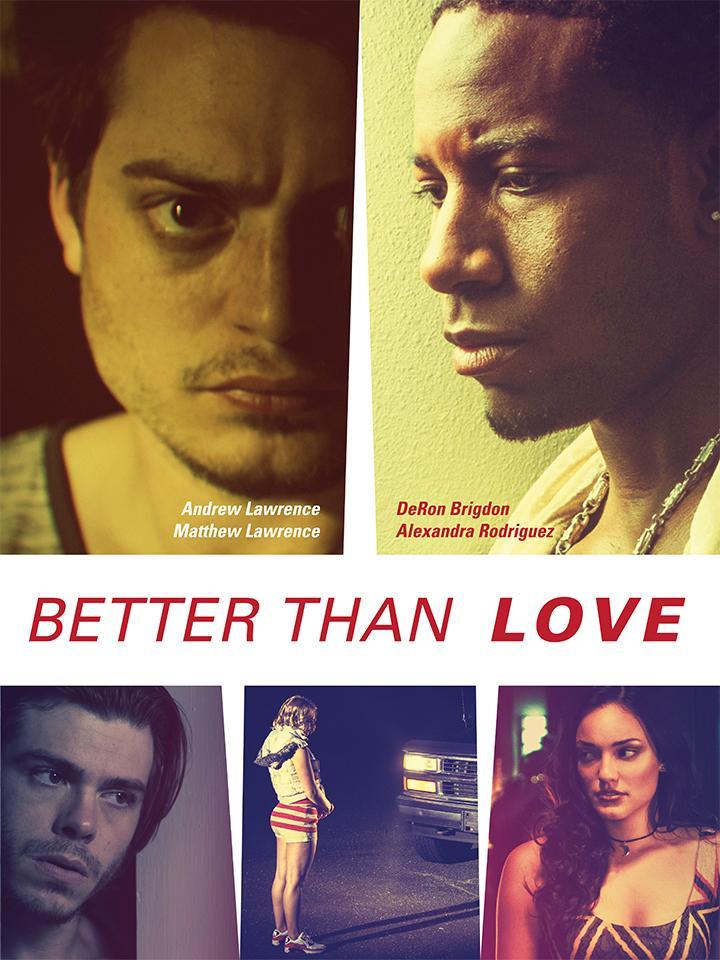 Andrew Lawrence
Matthew Lawrence
DeRon Brigdon
Alexandra Rodriguez
BETTER THAN LOVE